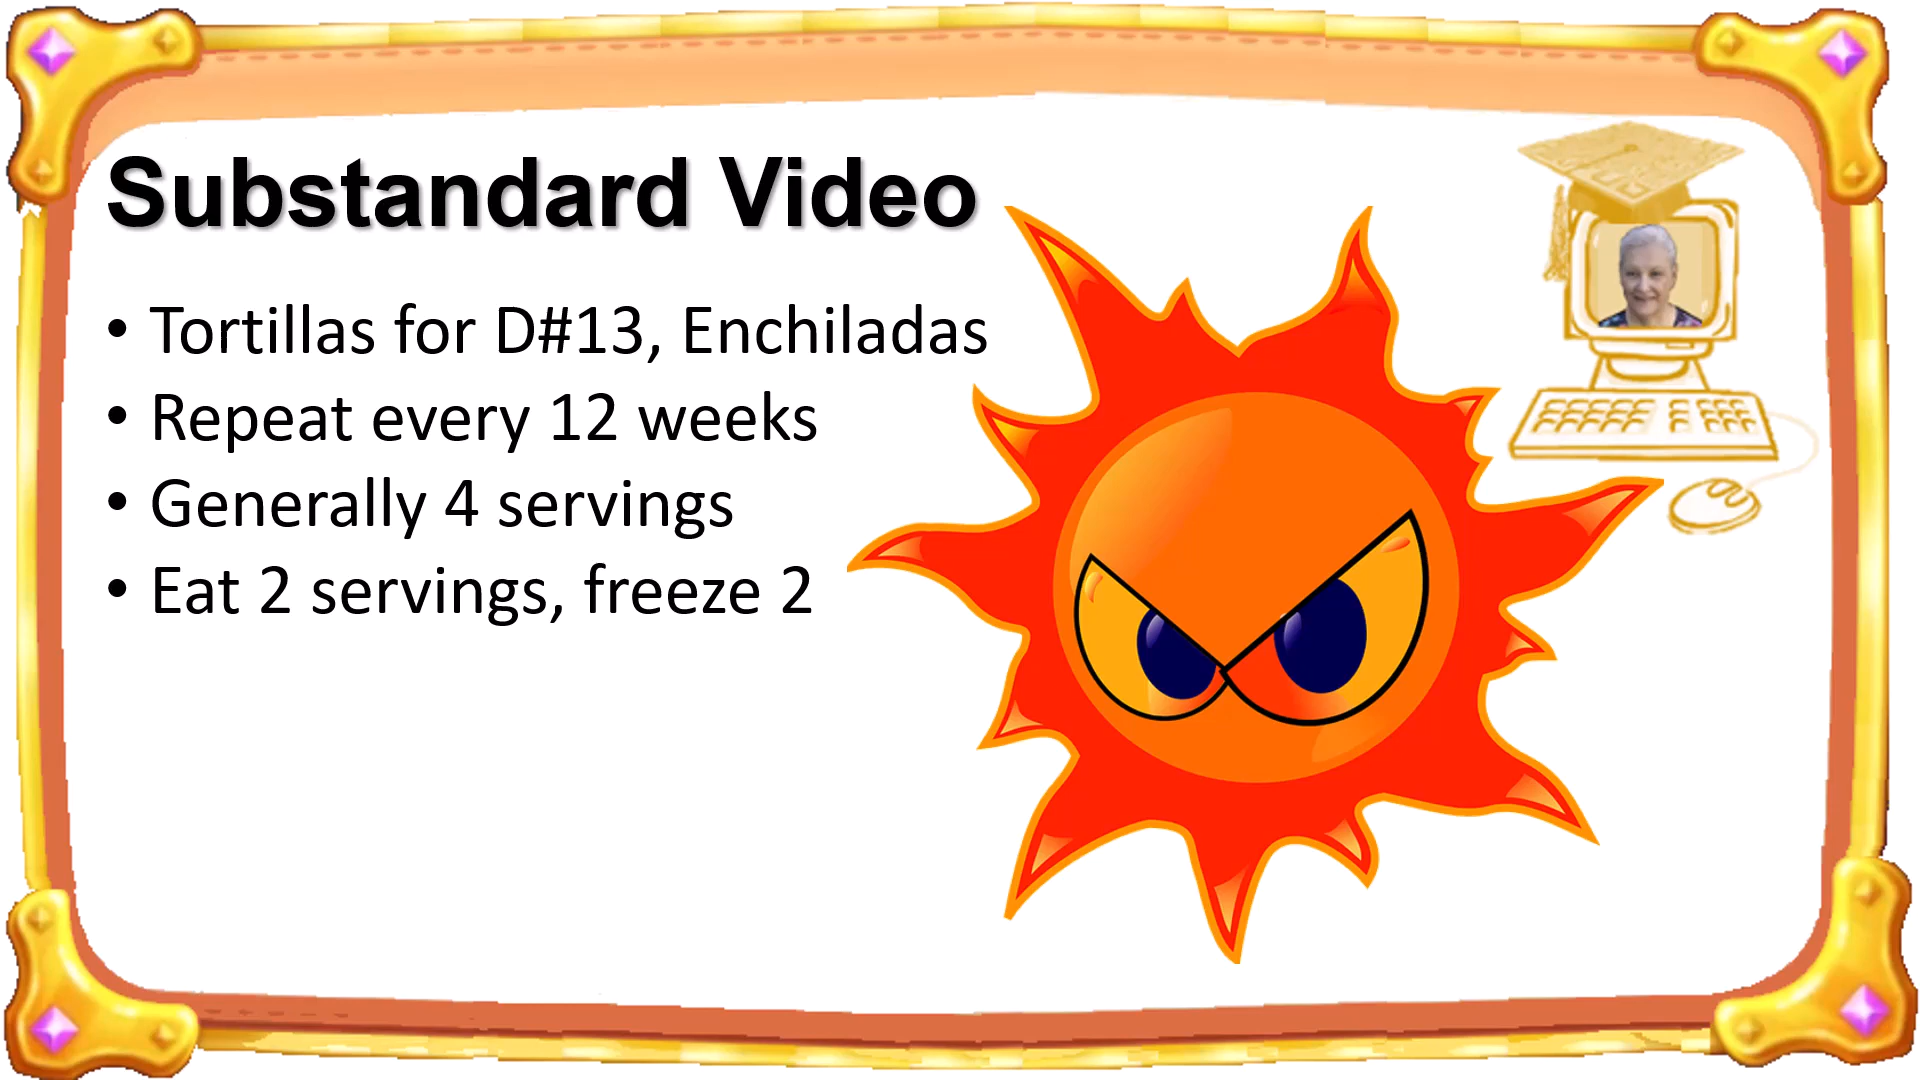 Substandard Video
• Tortillas for D#13, Enchiladas
• Repeat every 12 weeks
• Generally 4 servings
• Eat 2 servings, freeze 2